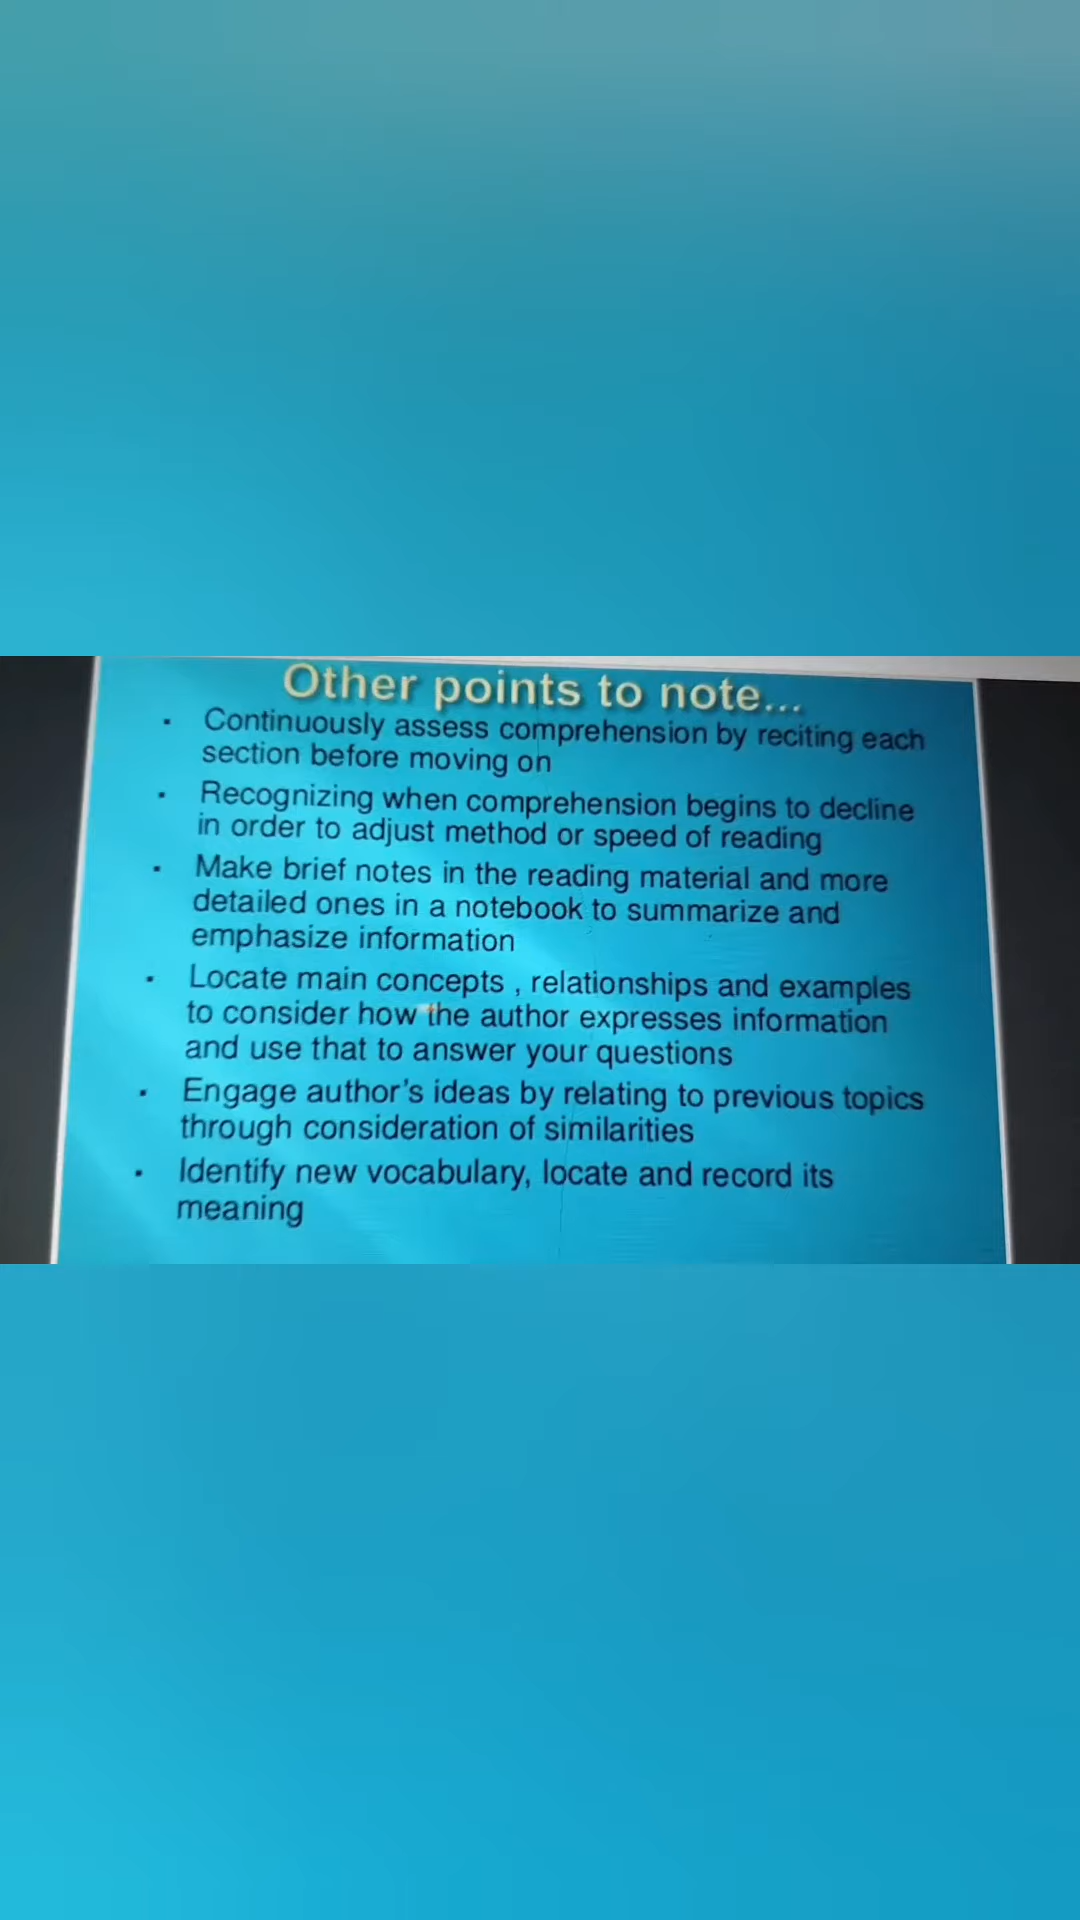 Other points to note...
▪ Continuously assess comprehension by reciting each
section before moving on
▪ Recognizing when comprehension begins to decline
in order to adjust method or speed of reading
▪ Make brief notes in the reading material and more
detailed ones in a notebook to summarize and
emphasize information
▪ Locate main concepts , relationships and examples
to consider how the author expresses information
and use that to answer your questions
▪ Engage author's ideas by relating to previous topics
through consideration of similarities
▪ Identify new vocabulary, locate and record its
meaning